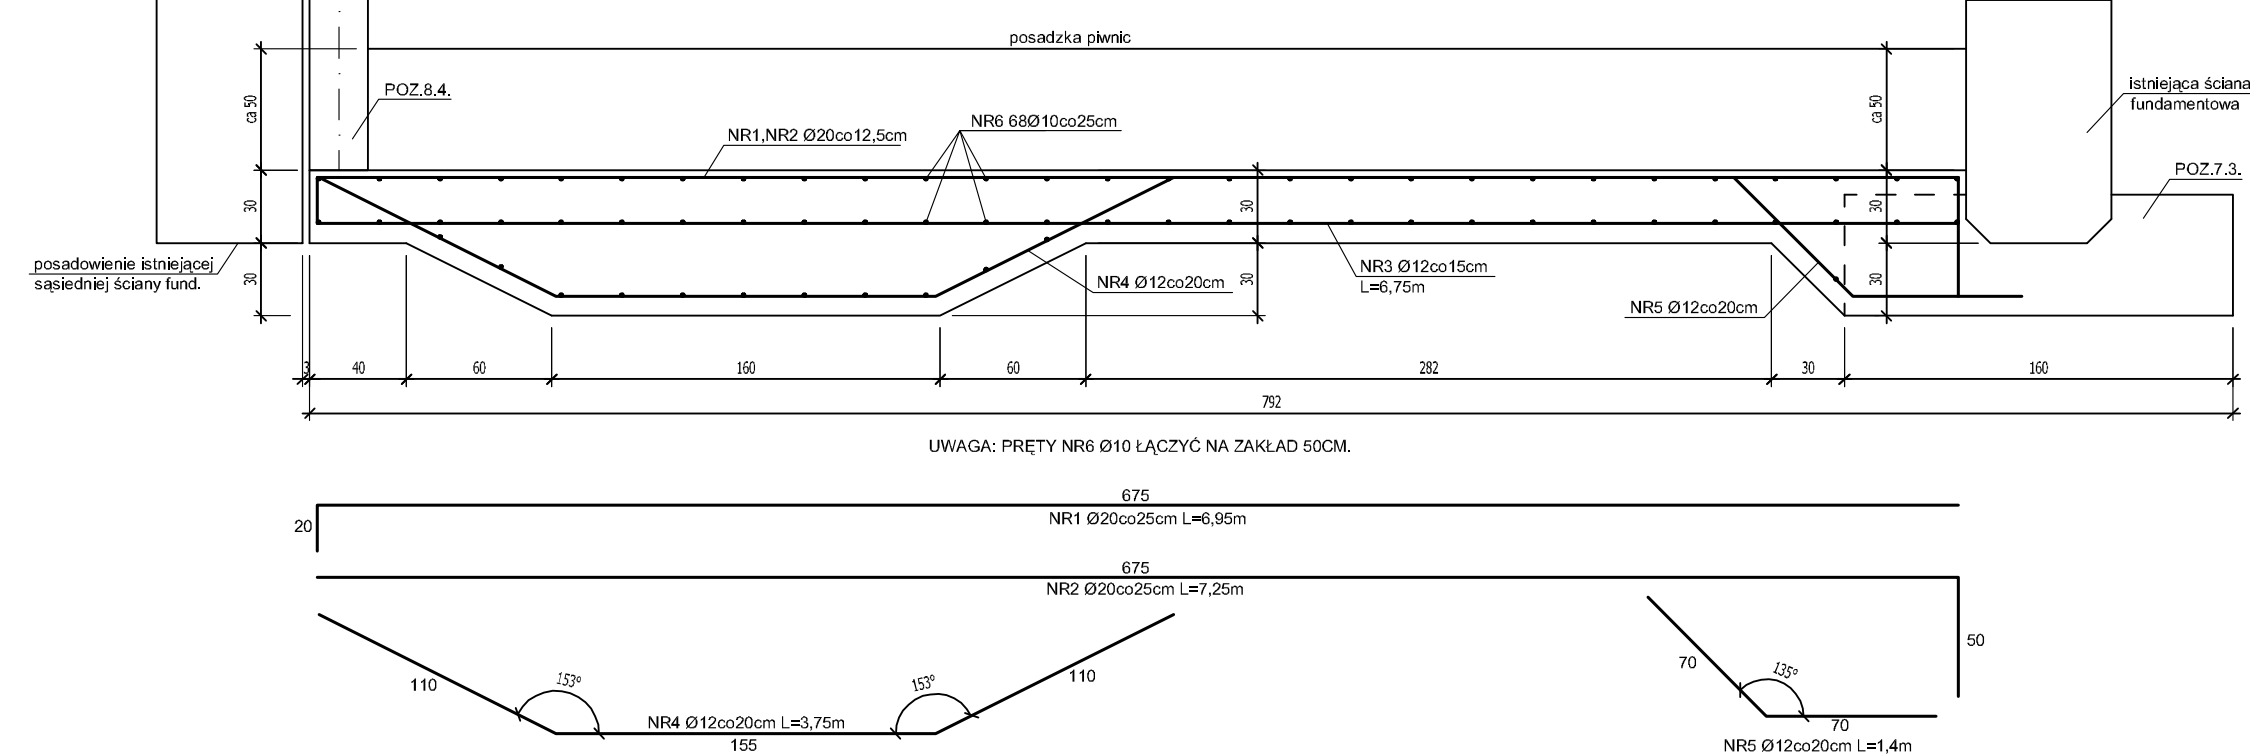 posadzka piwnic
istniejąca ściana
fundamentowa
ca 50
POZ.8.4.
ca 50
NR6 68Ø10co25cm
NR1,NR2 Ø20co12,5cm
POZ.7.3.
30
30
30
posadowienie istniejącej
sąsiedniej ściany fund.
30
30
30
NR3 Ø12co15cm
L=6,75m
NR4 Ø12co20cm
NR5 Ø12co20cm
3
40
60
160
60
282
30
160
792
UWAGA: PRĘTY NR6 Ø10 ŁĄCZYĆ NA ZAKŁAD 50CM.
675
20
NR1 Ø20co25cm L=6,95m
675
NR2 Ø20co25cm L=7,25m
50
110
153º
153º
110
70
135º
NR4 Ø12co20cm L=3,75m
155
70
NR5 Ø12co20cm L=1,4m